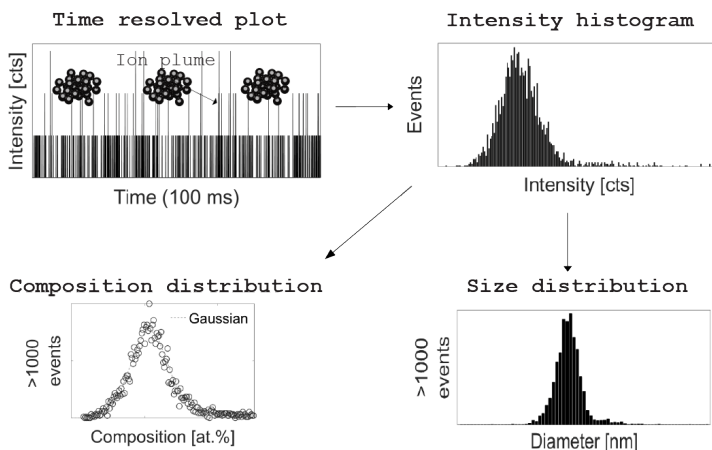 Time resolved plot
Intensity [cts]
Ion plume
Time (100 ms)
Intensity histogram
Events
Intensity [cts]
Composition distribution
>1000
events
Gaussian
Composition [at.%]
Size distribution
>1000
events
Diameter [nm]